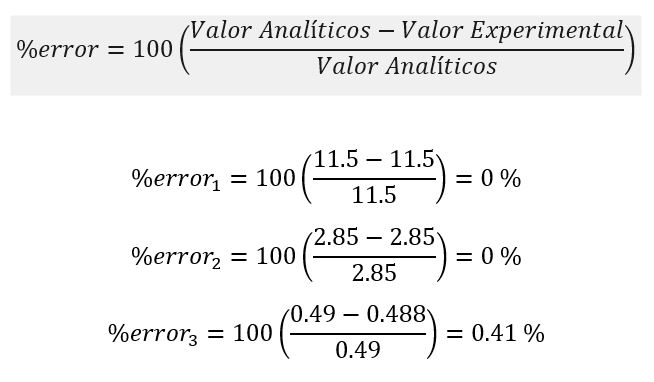 %error = 100 (Valor Analíticos − Valor Experimental / Valor Analíticos)
%error₁ = 100 (11.5 − 11.5 / 11.5) = 0 %
%error₂ = 100 (2.85 − 2.85 / 2.85) = 0 %
%error₃ = 100 (0.49 − 0.488 / 0.49) = 0.41 %